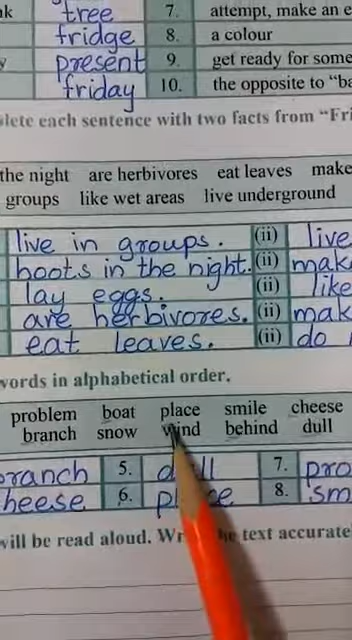 tree 7. attempt, make an e
fridge 8. a colour
present 9. get ready for some
friday 10. the opposite to "ba
lete each sentence with two facts from "Fri
the night are herbivores eat leaves make
groups like wet areas live underground
live in groups. (ii) live
hoots in the night. (ii) mak
lay eggs. (ii) like
are herbivores. (ii) mak
eat leaves. (ii) do
words in alphabetical order.
problem boat place smile cheese
branch snow wind behind dull
branch 5. dull 7. pro
heese 6. place 8. sm
will be read aloud. Wr the text accurate